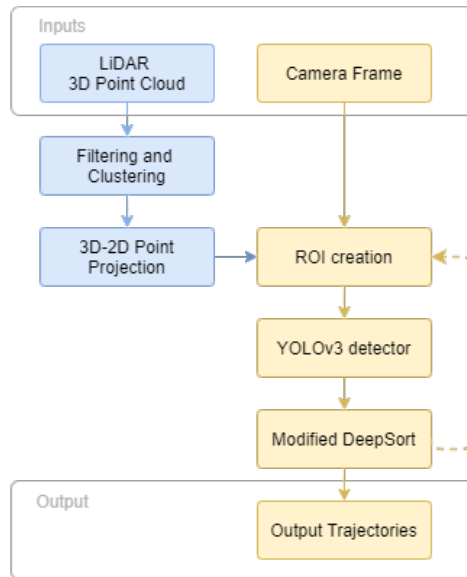 Inputs
LiDAR
3D Point Cloud
Camera Frame
Filtering and
Clustering
3D-2D Point
Projection
ROI creation
YOLOv3 detector
Modified DeepSort
Output
Output Trajectories